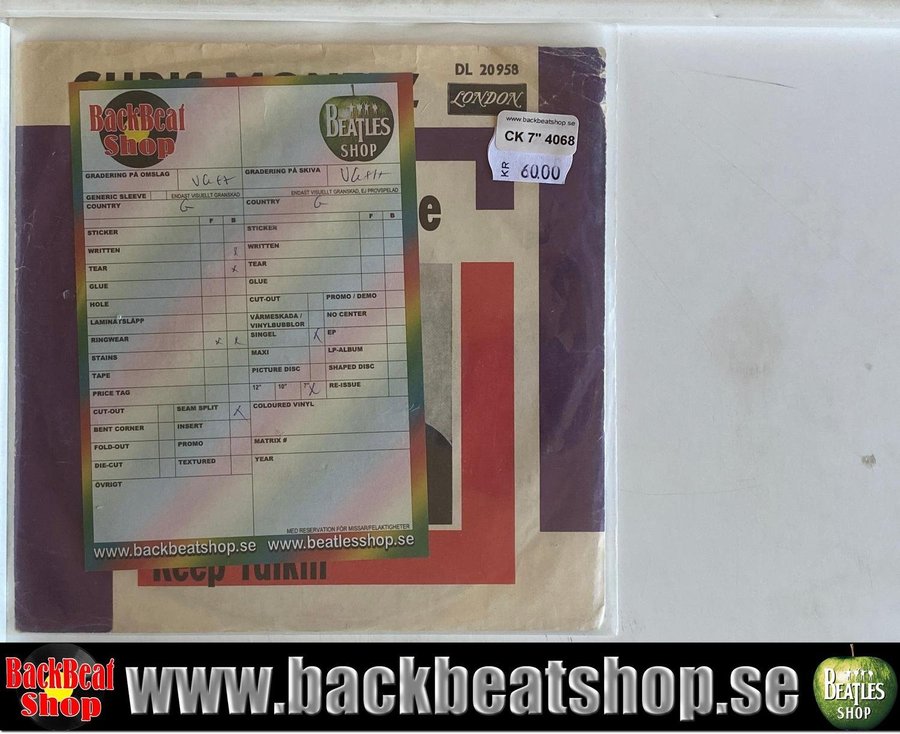 DL 20958
LONDON
www.backbeatshop.se
CK 7" 4068
KR 60.00
e
BackBeat
Shop
BEATLES
SHOP
GRADERING PÅ OMSLAG
GRADERING PÅ SKIVA
GENERIC SLEEVE
ENDAST VISUELLT GRANSKAD
ENDAST VISUELLT GRANSKAD, EJ PROVSPELAD
COUNTRY G
COUNTRY G
F B
F B
STICKER
STICKER
WRITTEN x
WRITTEN
TEAR x
TEAR
GLUE
GLUE
HOLE
CUT-OUT
PROMO / DEMO
LAMINATSLÄPP
VÄRMESKADA /
VINYLBUBBLOR
NO CENTER
RINGWEAR x x
SINGEL x
EP
STAINS
MAXI
LP-ALBUM
TAPE
PICTURE DISC
SHAPED DISC
PRICE TAG
12" 10" 7" x
RE-ISSUE
CUT-OUT
SEAM SPLIT x
COLOURED VINYL
BENT CORNER
INSERT
FOLD-OUT
PROMO
MATRIX #
DIE-CUT
TEXTURED
YEAR
ÖVRIGT
MED RESERVATION FÖR MISSAR/FELAKTIGHETER
www.backbeatshop.se www.beatlesshop.se
Keep Talkin
BackBeat
Shop
www.backbeatshop.se
BEATLES
SHOP